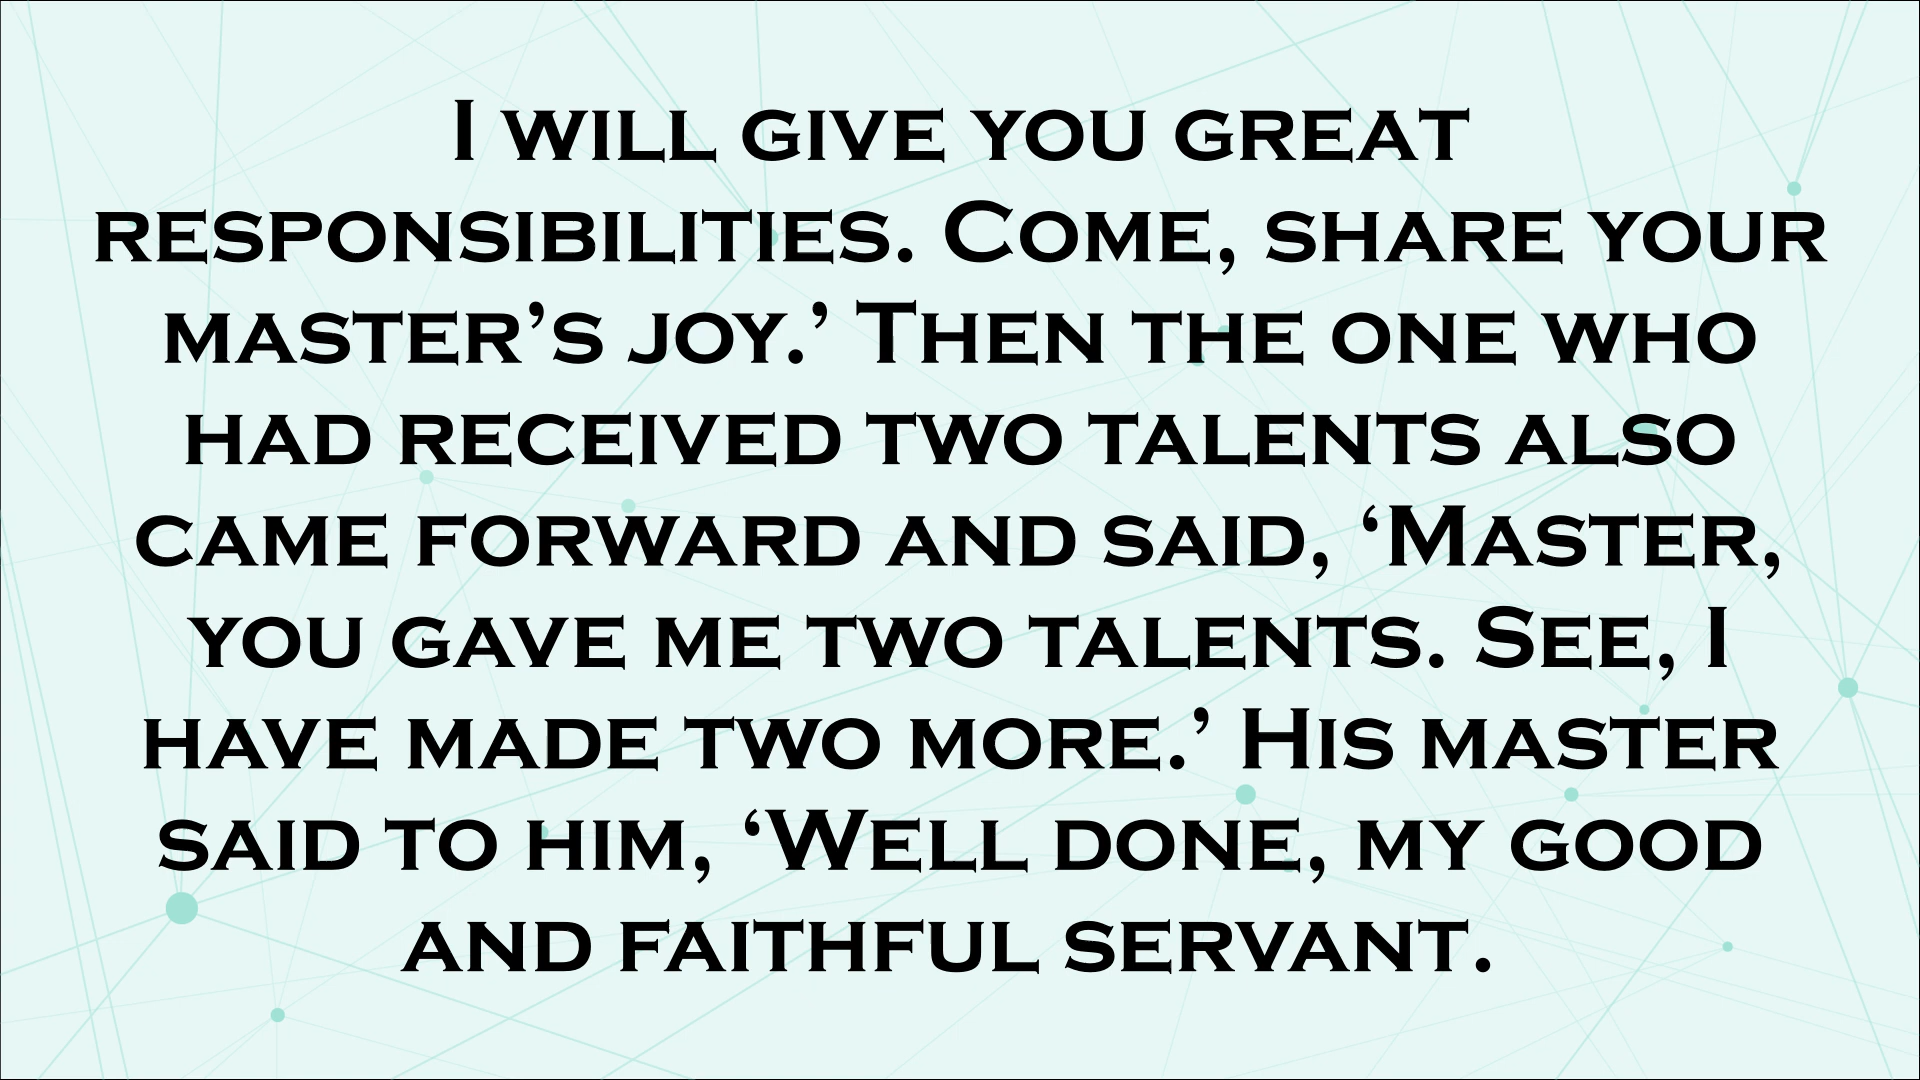 I will give you great
responsibilities. Come, share your
master’s joy.’ Then the one who
had received two talents also
came forward and said, ‘Master,
you gave me two talents. See, I
have made two more.’ His master
said to him, ‘Well done, my good
and faithful servant.